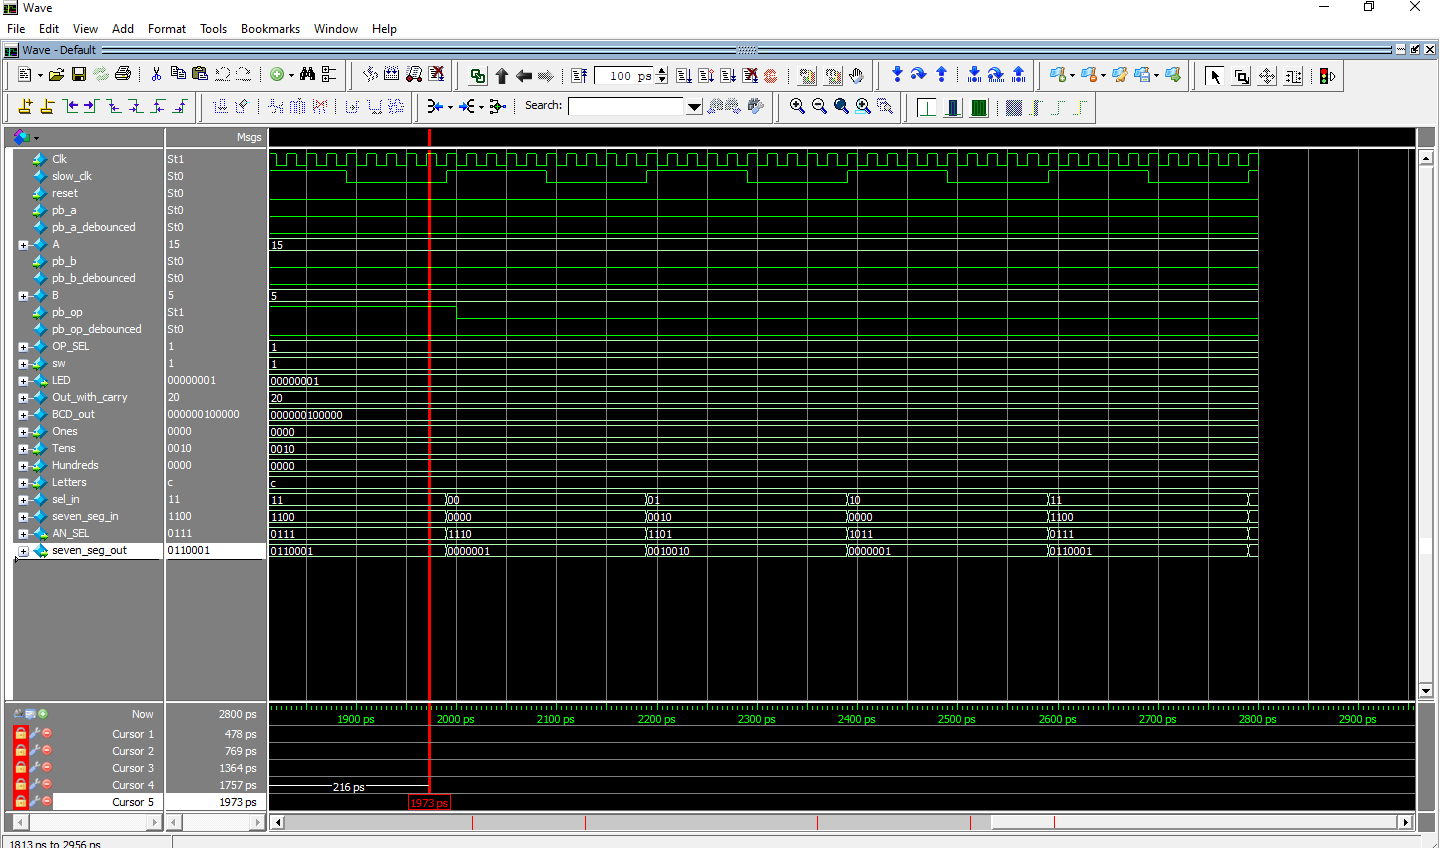 Wave
File Edit View Add Format Tools Bookmarks Window Help
Wave - Default
100 ps
Search:
Msgs
Clk St1
slow_clk St0
reset St0
pb_a St0
pb_a_debounced St0
A 15 15
pb_b St0
pb_b_debounced St0
B 5 5
pb_op St1
pb_op_debounced St0
OP_SEL 1 1
sw 1 1
LED 00000001 00000001
Out_with_carry 20 20
BCD_out 000000100000 000000100000
Ones 0000 0000
Tens 0010 0010
Hundreds 0000 0000
Letters c c
sel_in 11 11 00 01 10 11
seven_seg_in 1100 1100 0000 0010 0000 1100
AN_SEL 0111 0111 1110 1101 1011 0111
seven_seg_out 0110001 0110001 0000001 0010010 0000001 0110001
Now 2800 ps 1900 ps 2000 ps 2100 ps 2200 ps 2300 ps 2400 ps 2500 ps 2600 ps 2700 ps 2800 ps 2900 ps
Cursor 1 478 ps
Cursor 2 769 ps
Cursor 3 1364 ps
Cursor 4 1757 ps 216 ps
Cursor 5 1973 ps 1973 ps
1813 ps to 2956 ps